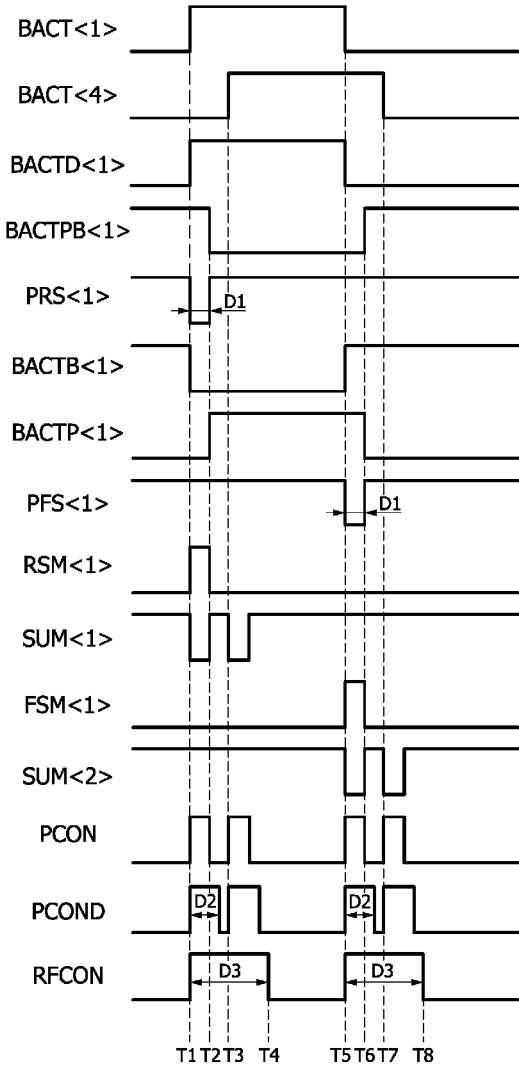 BACT<1>
BACT<4>
BACTD<1>
BACTPB<1>
PRS<1>
D1
BACTB<1>
BACTP<1>
PFS<1>
D1
RSM<1>
SUM<1>
FSM<1>
SUM<2>
PCON
PCOND
D2 D2
RFCON
D3 D3
T1 T2 T3 T4 T5 T6 T7 T8